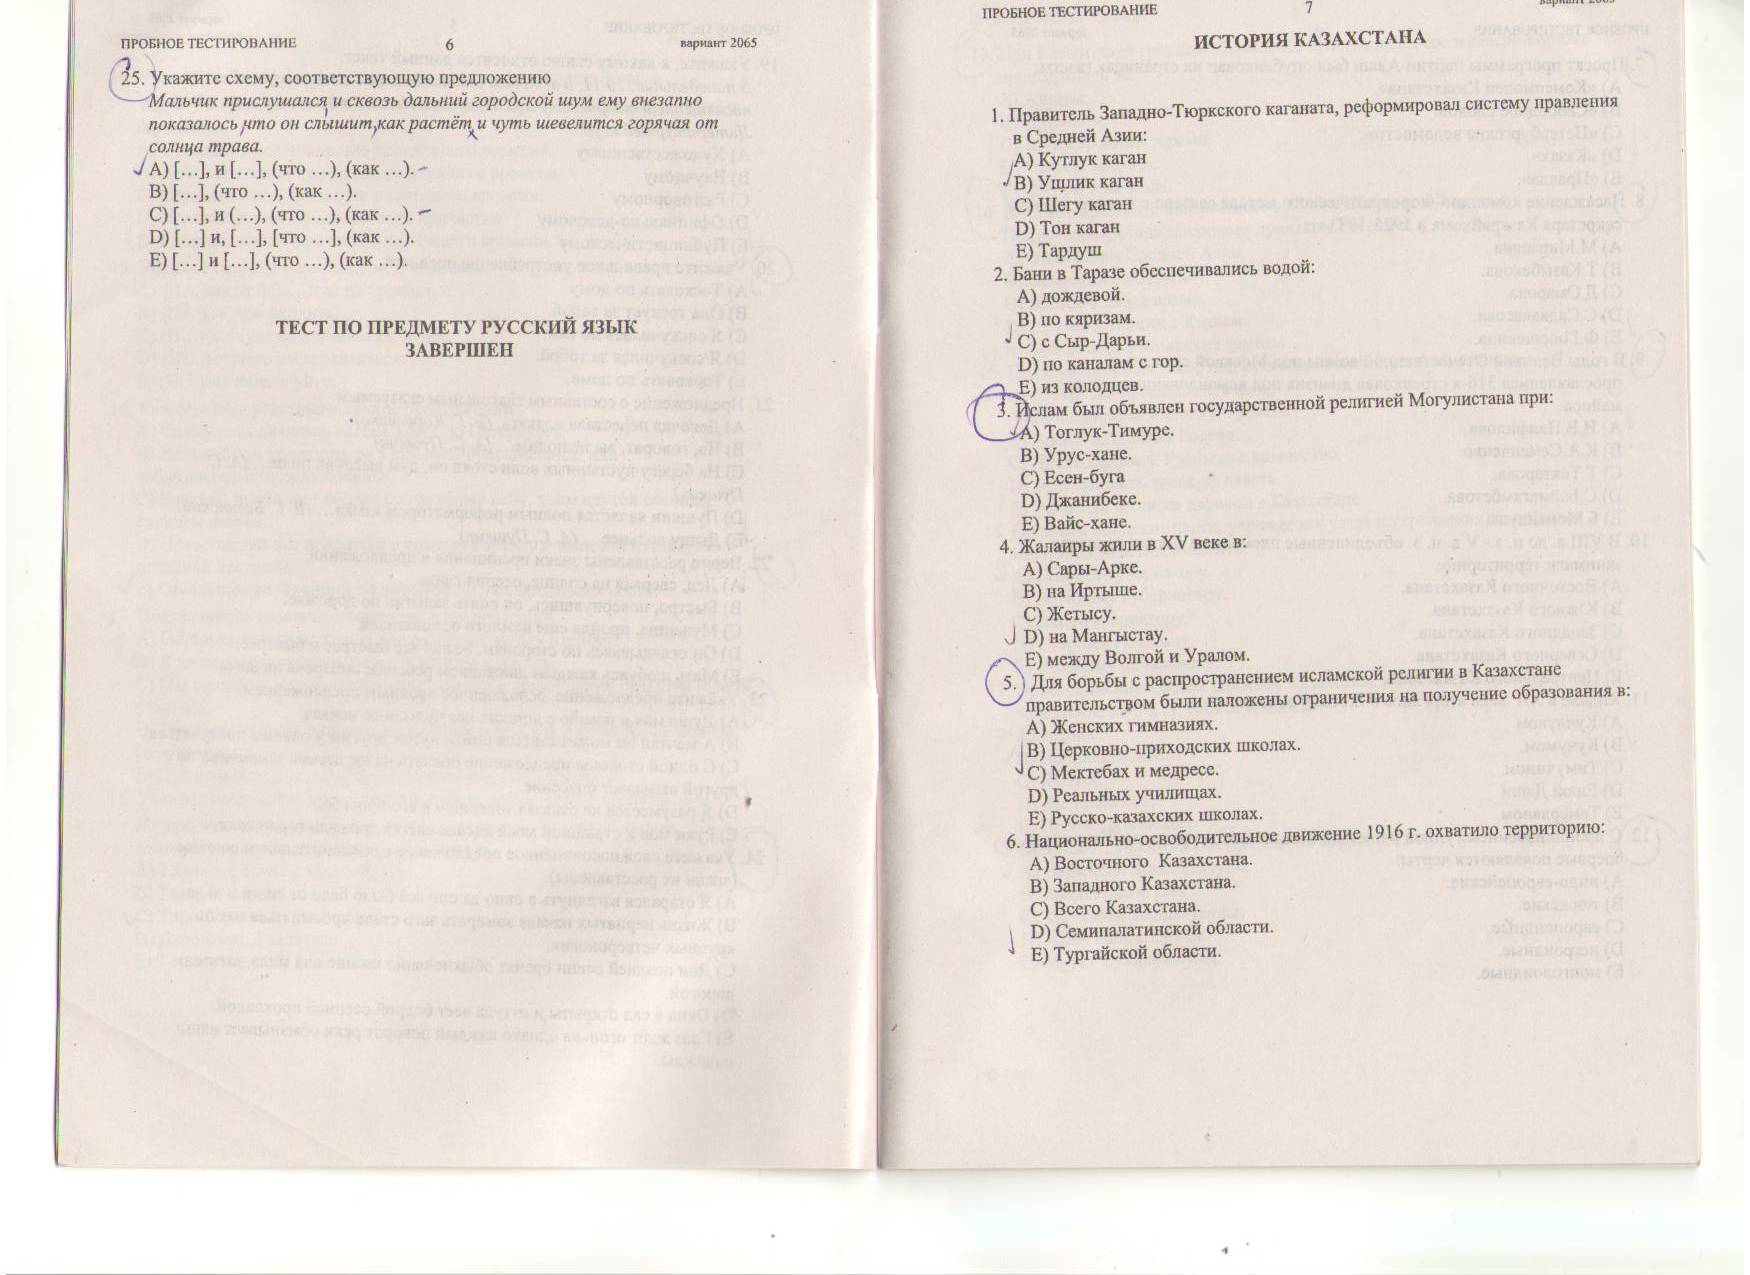 ПРОБНОЕ ТЕСТИРОВАНИЕ 6 вариант 2065
25. Укажите схему, соответствующую предложению
Мальчик прислушался и сквозь дальний городской шум ему внезапно
показалось что он слышит как растёт и чуть шевелится горячая от
солнца трава.
A) […], и […], (что …), (как …).
B) […], (что …), (как …).
C) […], и (…), (что …), (как …).
D) […] и, […], [что …], (как …).
E) […] и […], (что …), (как …).
ТЕСТ ПО ПРЕДМЕТУ РУССКИЙ ЯЗЫК
ЗАВЕРШЕН
ПРОБНОЕ ТЕСТИРОВАНИЕ 7 вариант 2065
ИСТОРИЯ КАЗАХСТАНА
1. Правитель Западно-Тюркского каганата, реформировал систему правления
в Средней Азии:
A) Кутлук каган
B) Ушлик каган
C) Шегу каган
D) Тон каган
E) Тардуш
2. Бани в Таразе обеспечивались водой:
A) дождевой.
B) по кяризам.
C) с Сыр-Дарьи.
D) по каналам с гор.
E) из колодцев.
3. Ислам был объявлен государственной религией Могулистана при:
A) Тоглук-Тимуре.
B) Урус-хане.
C) Есен-буга
D) Джанибеке.
E) Вайс-хане.
4. Жалаиры жили в XV веке в:
A) Сары-Арке.
B) на Иртыше.
C) Жетысу.
D) на Мангыстау.
E) между Волгой и Уралом.
5. Для борьбы с распространением исламской религии в Казахстане
правительством были наложены ограничения на получение образования в:
A) Женских гимназиях.
B) Церковно-приходских школах.
C) Мектебах и медресе.
D) Реальных училищах.
E) Русско-казахских школах.
6. Национально-освободительное движение 1916 г. охватило территорию:
A) Восточного Казахстана.
B) Западного Казахстана.
C) Всего Казахстана.
D) Семипалатинской области.
E) Тургайской области.